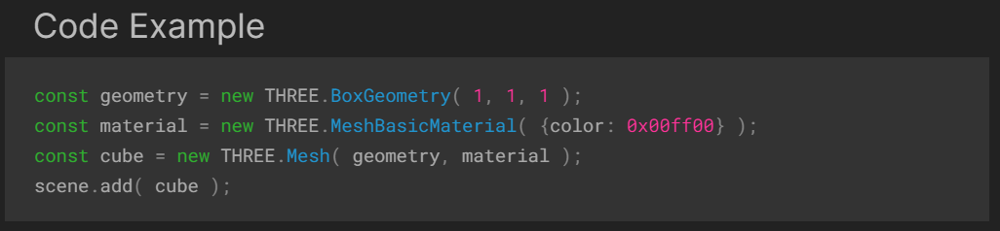 Code Example
const geometry = new THREE.BoxGeometry( 1, 1, 1 );
const material = new THREE.MeshBasicMaterial( {color: 0x00ff00} );
const cube = new THREE.Mesh( geometry, material );
scene.add( cube );